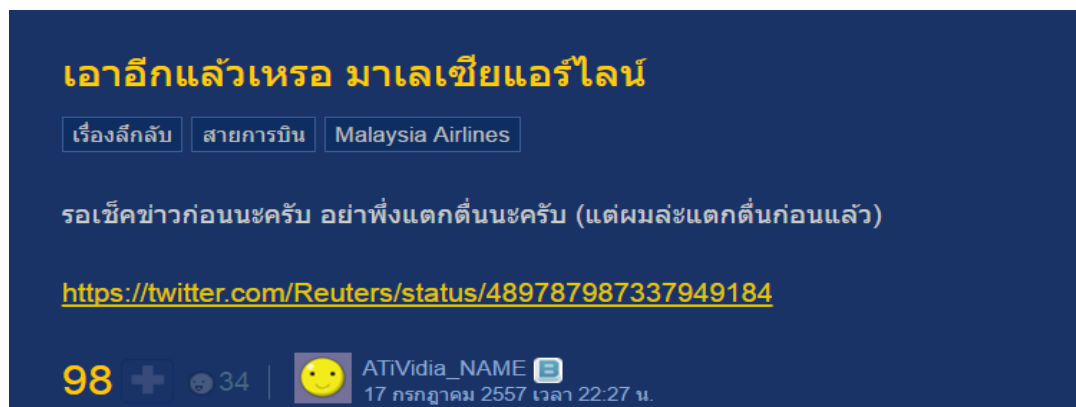 เอาอีกแล้วเหรอ มาเลเซียแอร์ไลน์
เรื่องลึกลับ สายการบิน Malaysia Airlines
รอเช็คข่าวก่อนนะครับ อย่าพึ่งแตกตื่นนะครับ (แต่ผมล่ะแตกตื่นก่อนแล้ว)
https://twitter.com/Reuters/status/489787987337949184
98 34 ATiVidia_NAME
17 กรกฎาคม 2557 เวลา 22:27 น.